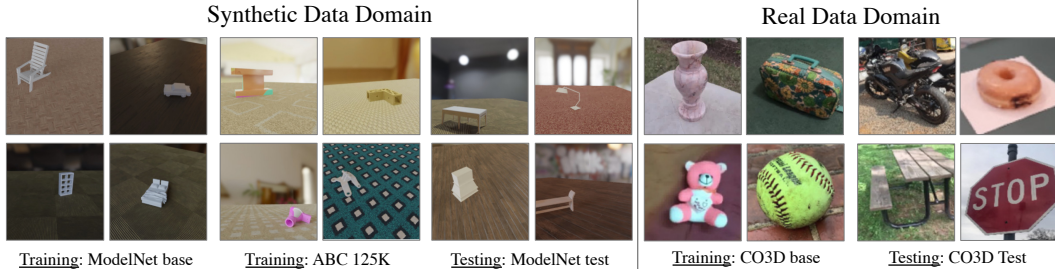 Synthetic Data Domain
Real Data Domain
STOP
Training: ModelNet base
Training: ABC 125K
Testing: ModelNet test
Training: CO3D base
Testing: CO3D Test